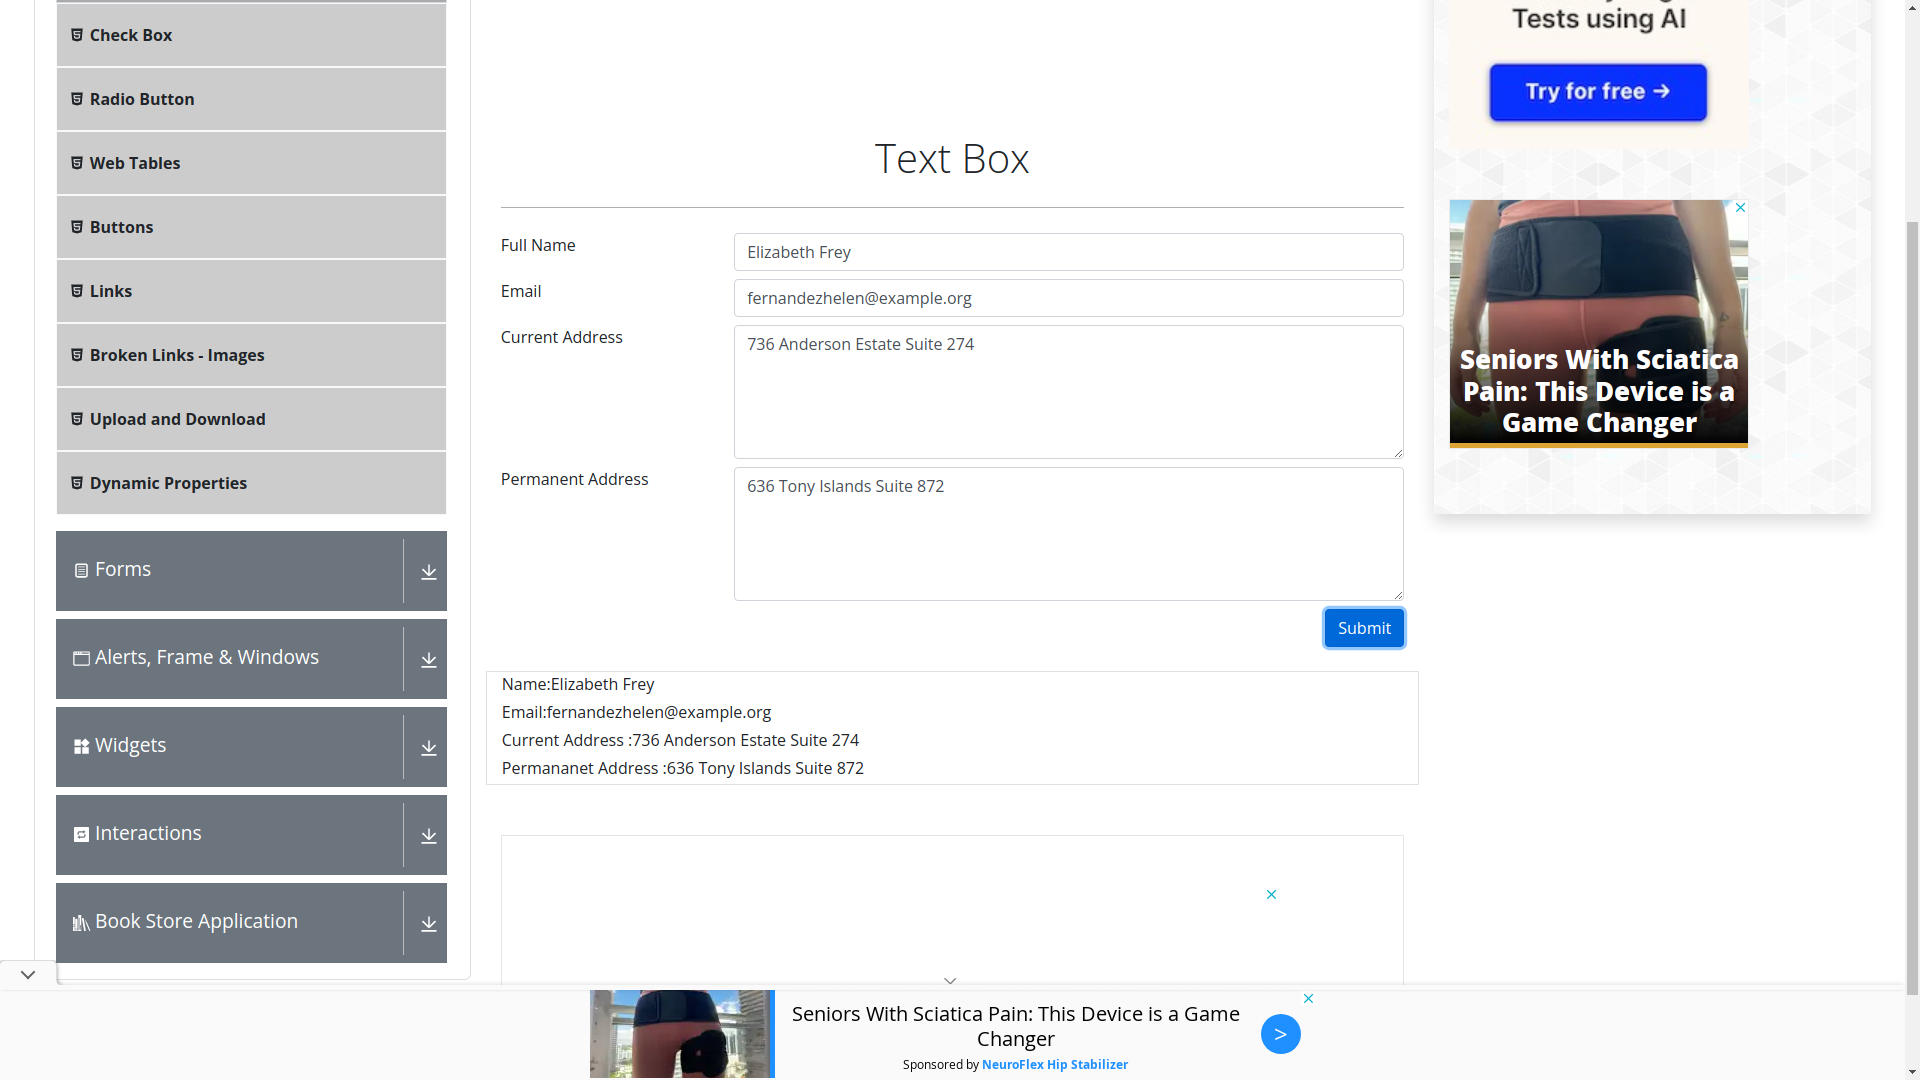 Check Box
Radio Button
Web Tables
Buttons
Links
Broken Links - Images
Upload and Download
Dynamic Properties
Forms
Alerts, Frame & Windows
Widgets
Interactions
Book Store Application
Text Box
Full Name
Elizabeth Frey
Email
fernandezhelen@example.org
Current Address
736 Anderson Estate Suite 274
Permanent Address
636 Tony Islands Suite 872
Submit
Name:Elizabeth Frey
Email:fernandezhelen@example.org
Current Address :736 Anderson Estate Suite 274
Permananet Address :636 Tony Islands Suite 872
Tests using AI
Try for free →
Seniors With Sciatica
Pain: This Device is a
Game Changer
Seniors With Sciatica Pain: This Device is a Game
Changer
Sponsored by NeuroFlex Hip Stabilizer
>